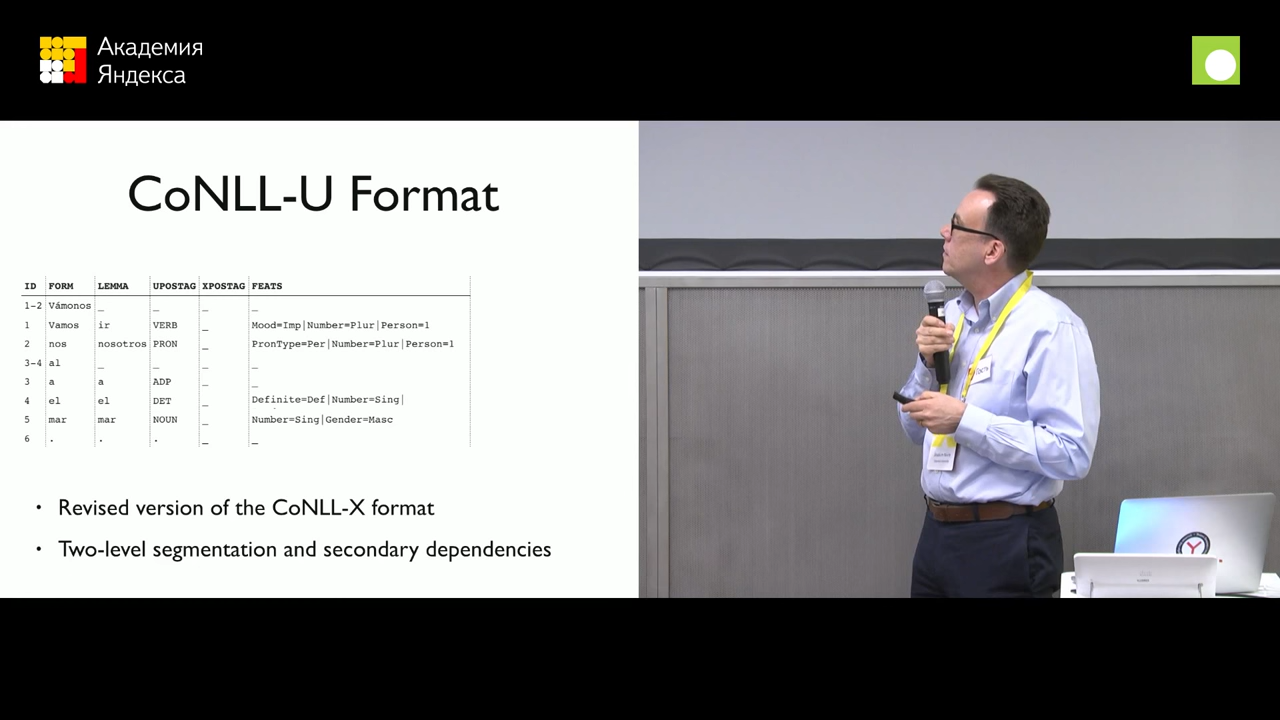 Академия
Яндекса
CoNLL-U Format
ID FORM LEMMA UPOSTAG XPOSTAG FEATS
1-2 Vámonos _ _ _ _
1 Vamos ir VERB _ Mood=Imp|Number=Plur|Person=1
2 nos nosotros PRON _ PronType=Per|Number=Plur|Person=1
3-4 al _ _ _ _
3 a a ADP _ _
4 el el DET _ Definite=Def|Number=Sing|
5 mar mar NOUN _ Number=Sing|Gender=Masc
6 . . . _ _
• Revised version of the CoNLL-X format
• Two-level segmentation and secondary dependencies